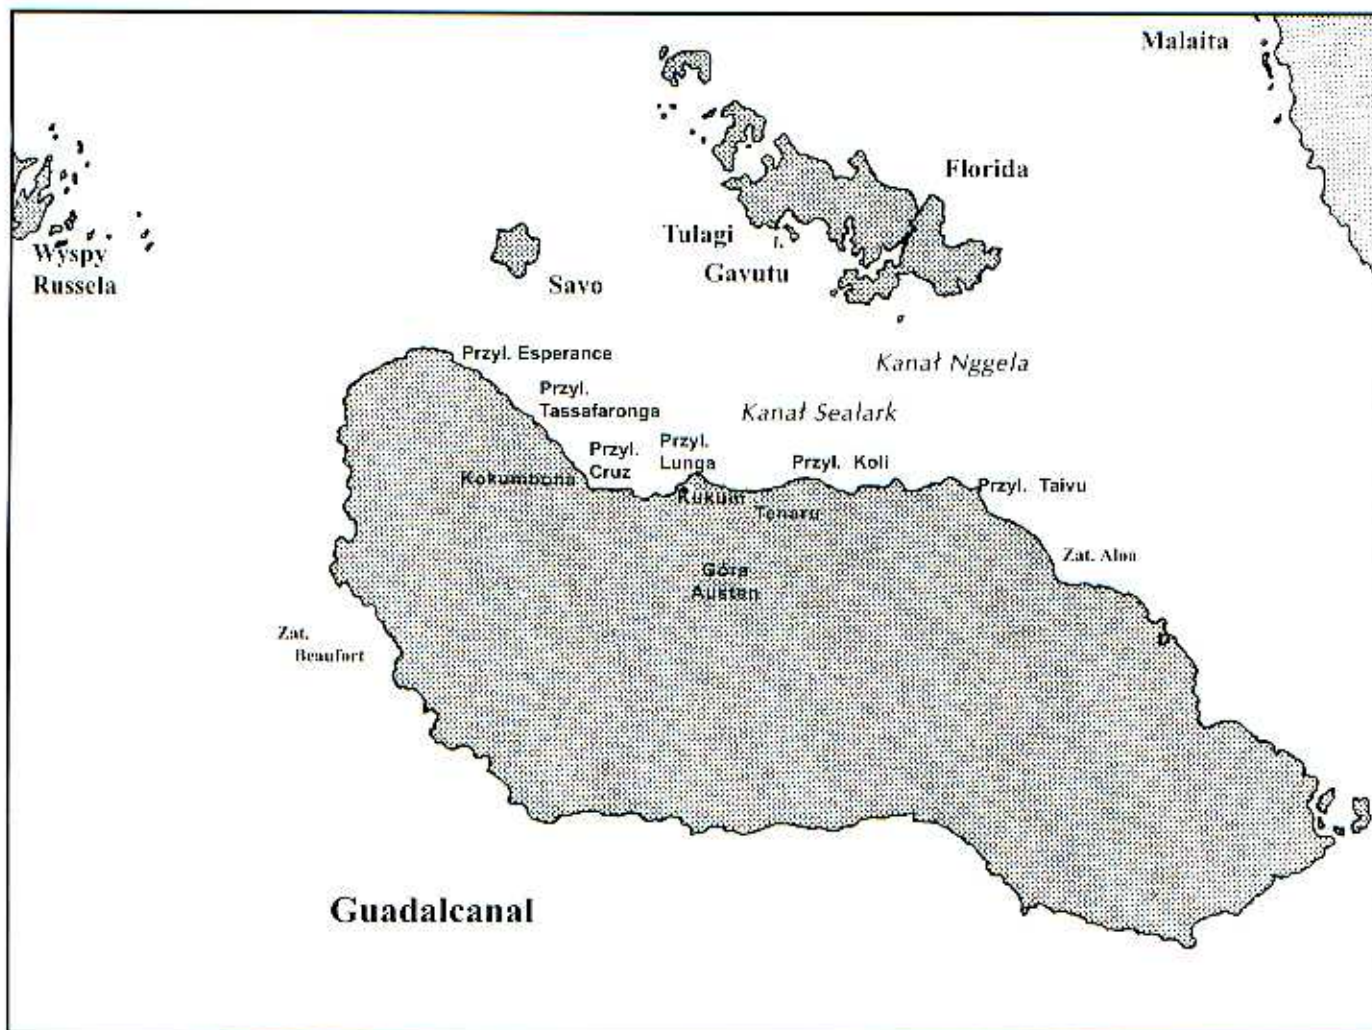 Malaita
Florida
Tulagi
Gavutu
Wyspy
Russela
Savo
Przyl. Esperance
Kanał Nggela
Przyl.
Tassafaronga
Kanał Sealark
Przyl.
Cruz
Przyl.
Lunga
Przyl. Koli
Kokumbona
Kukum
Tenaru
Przyl. Taivu
Zat. Aloa
Góra
Austen
Zat.
Beaufort
Guadalcanal